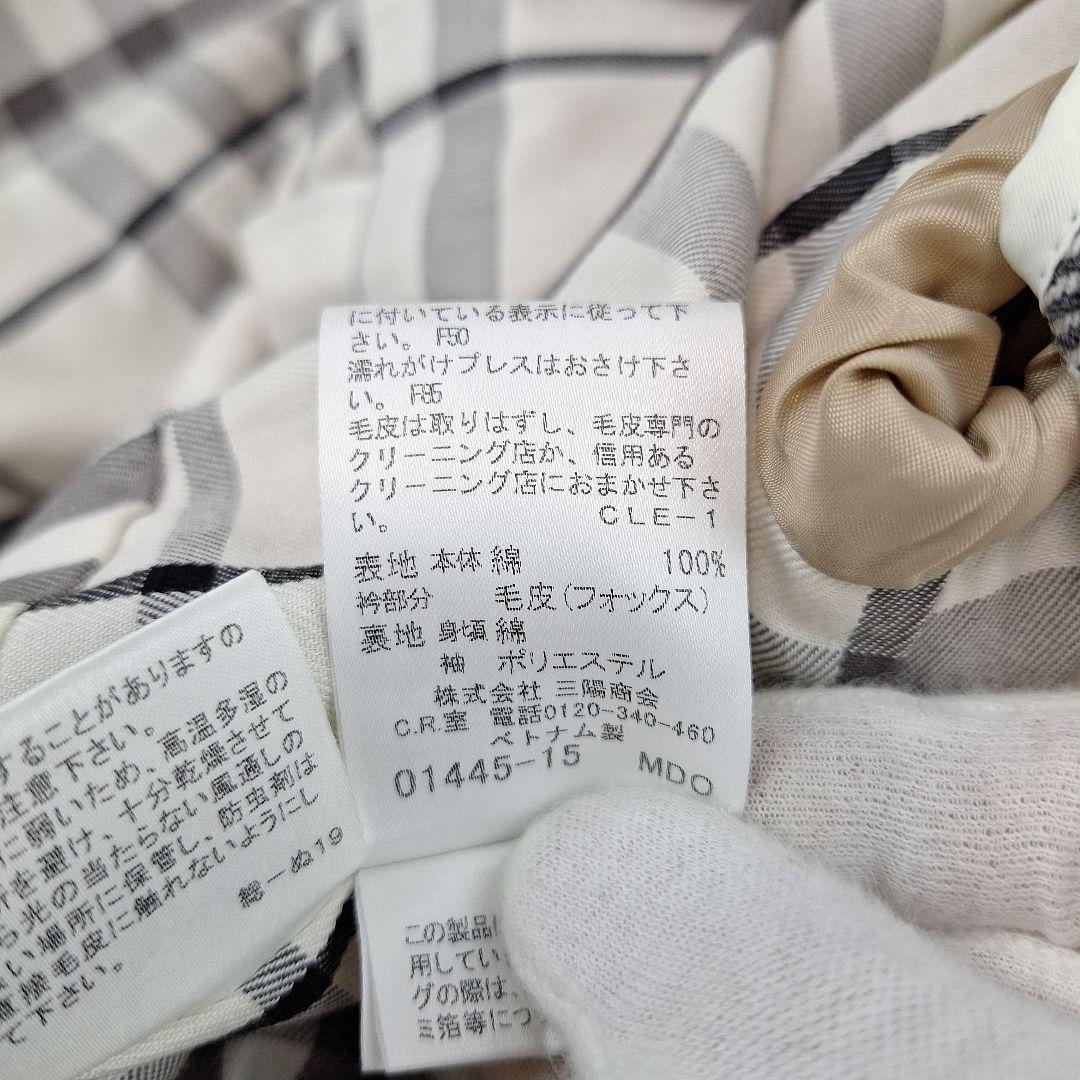 に付いている表示に従って下
さい。 F50
濡れがけプレスはおさけ下さ
い。 F85
毛皮は取りはずし、毛皮専門の
クリーニング店か、信用ある
クリーニング店におまかせ下さ
い。 CLE-1
表地 本体 綿 100%
衿部分 毛皮(フォックス)
裏地 身頃 綿
袖 ポリエステル
株式会社 三陽商会
C.R.室 電話0120-340-460
ベトナム製
01445-15 MDO
することがありますの
注意下さい。
に弱いため、高温多湿の
所を避け、十分乾燥させて
ら光の当たらない風通しの
い場所に保管し、防虫剤は
直接毛皮に触れないようにし
て下さい。
総-ぬ19
この製品
用してい
グの際は、
ミ箔等につ